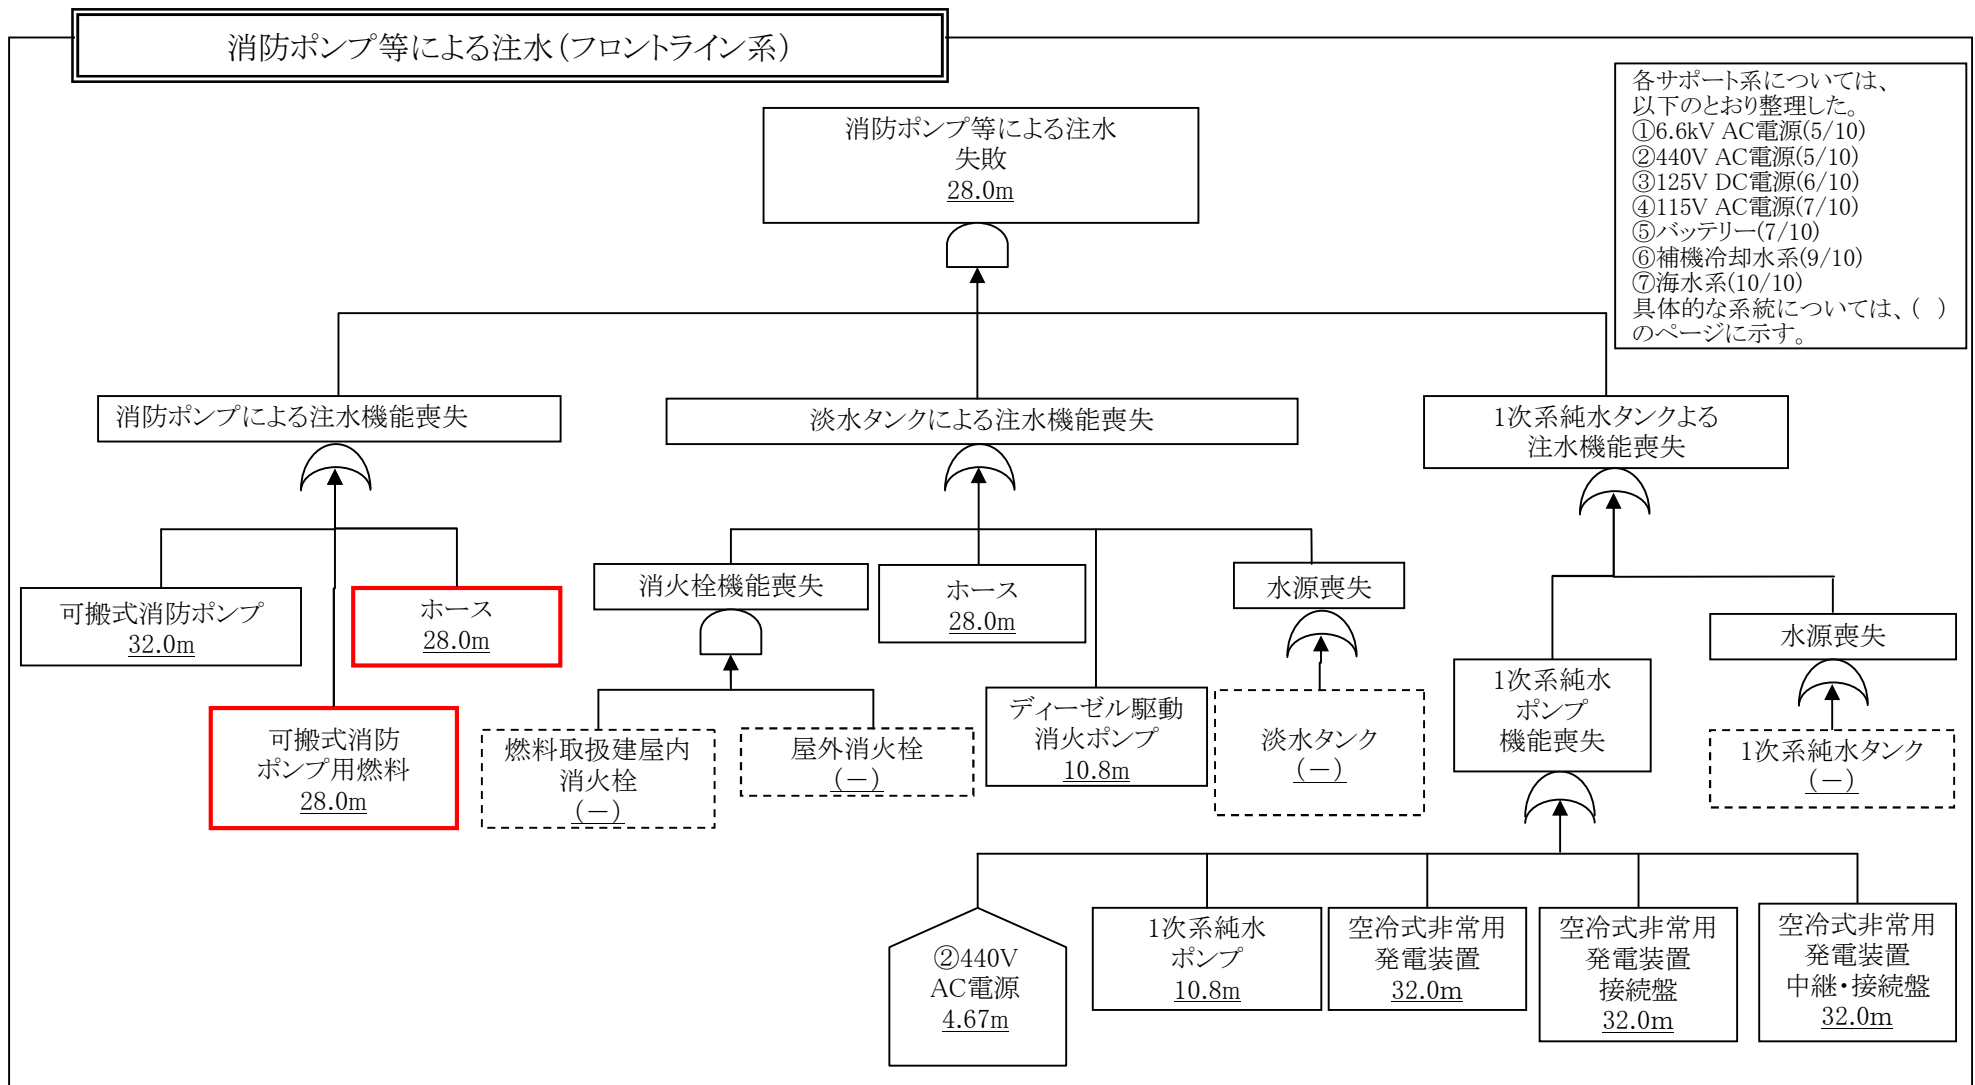 消防ポンプ等による注水(フロントライン系)
各サポート系については、
以下のとおり整理した。
①6.6kV AC電源(5/10)
②440V AC電源(5/10)
③125V DC電源(6/10)
④115V AC電源(7/10)
⑤バッテリー(7/10)
⑥補機冷却水系(9/10)
⑦海水系(10/10)
具体的な系統については、( )
のページに示す。
消防ポンプ等による注水
失敗
28.0m
消防ポンプによる注水機能喪失
淡水タンクによる注水機能喪失
1次系純水タンクよる
注水機能喪失
可搬式消防ポンプ
32.0m
ホース
28.0m
可搬式消防
ポンプ用燃料
28.0m
消火栓機能喪失
ホース
28.0m
水源喪失
燃料取扱建屋内
消火栓
(－)
屋外消火栓
(－)
ディーゼル駆動
消火ポンプ
10.8m
淡水タンク
(－)
1次系純水
ポンプ
機能喪失
水源喪失
1次系純水タンク
(－)
②440V
AC電源
4.67m
1次系純水
ポンプ
10.8m
空冷式非常用
発電装置
32.0m
空冷式非常用
発電装置
接続盤
32.0m
空冷式非常用
発電装置
中継・接続盤
32.0m